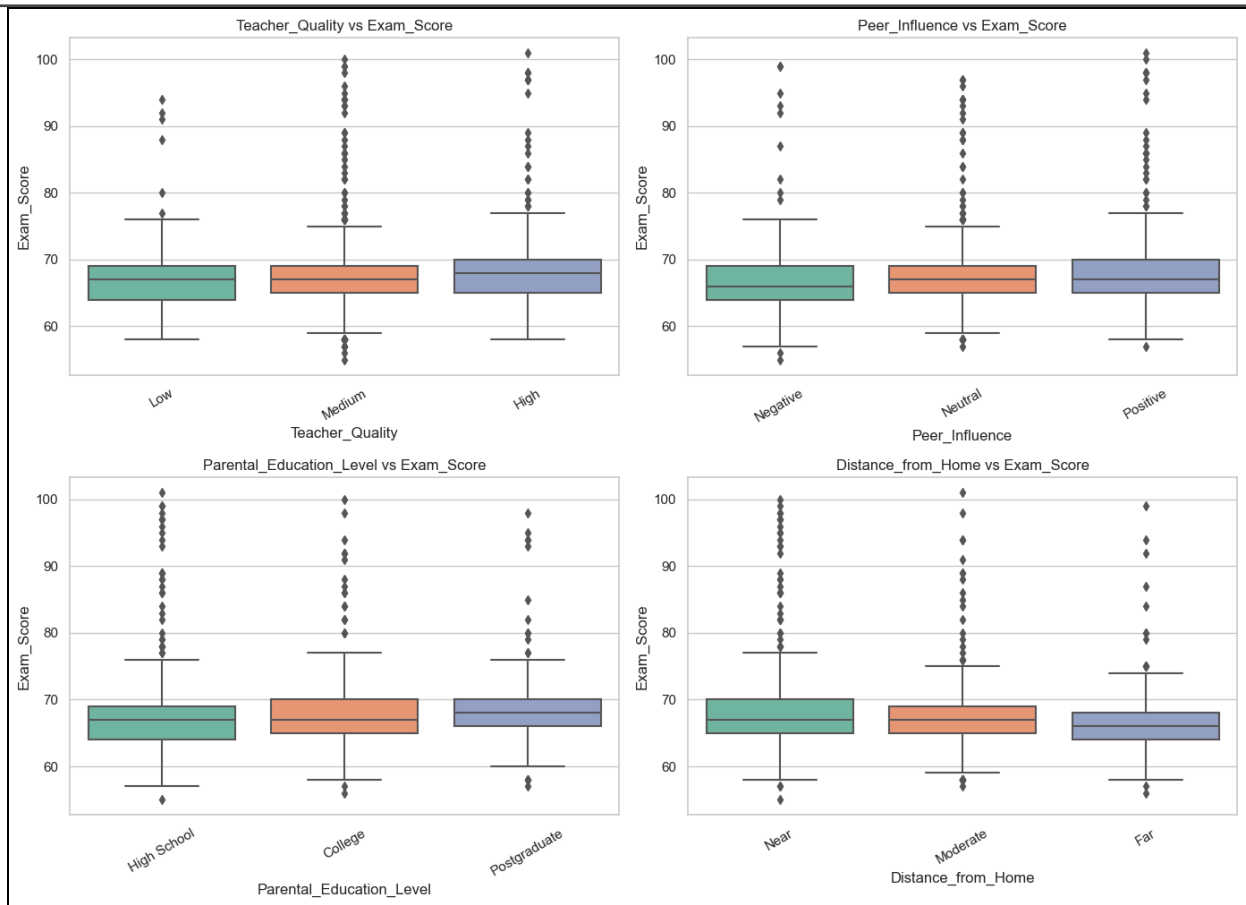 Teacher_Quality vs Exam_Score
100
90
80
70
60
Exam_Score
Low
Medium
High
Teacher_Quality
Peer_Influence vs Exam_Score
100
90
80
70
60
Exam_Score
Negative
Neutral
Positive
Peer_Influence
Parental_Education_Level vs Exam_Score
100
90
80
70
60
Exam_Score
High School
College
Postgraduate
Parental_Education_Level
Distance_from_Home vs Exam_Score
100
90
80
70
60
Exam_Score
Near
Moderate
Far
Distance_from_Home